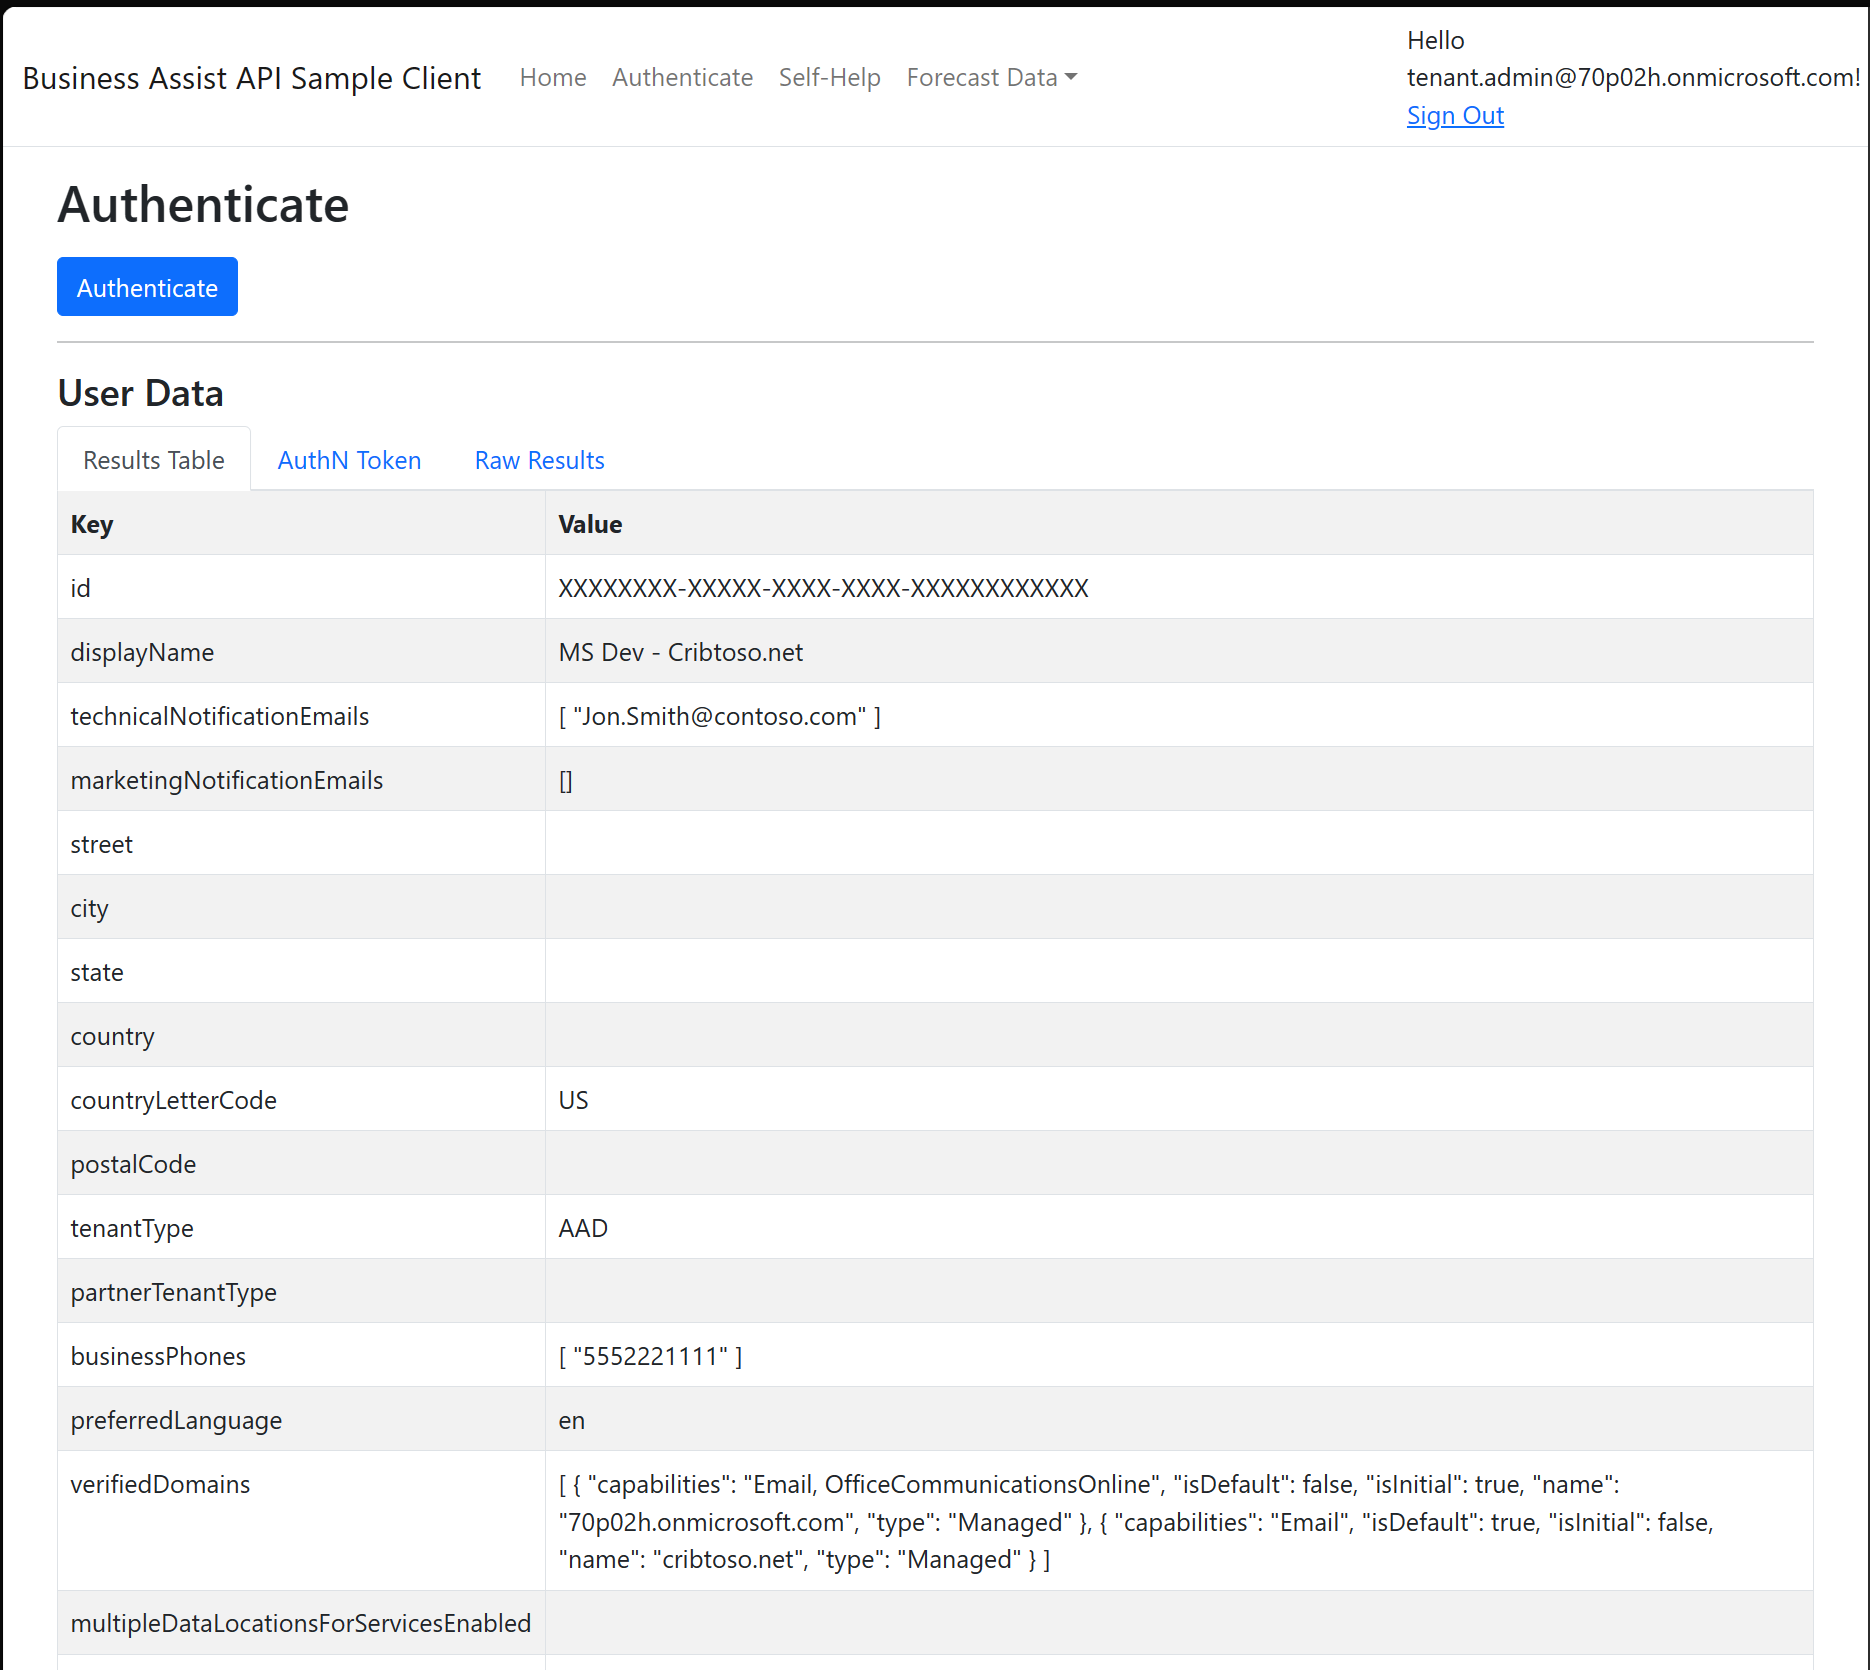 Hello
Business Assist API Sample Client Home Authenticate Self-Help Forecast Data tenant.admin@70p02h.onmicrosoft.com!
Sign Out
Authenticate
Authenticate
User Data
Results Table AuthN Token Raw Results
Key Value
id XXXXXXXX-XXXXX-XXXX-XXXX-XXXXXXXXXXXX
displayName MS Dev - Cribtoso.net
technicalNotificationEmails [ "Jon.Smith@contoso.com" ]
marketingNotificationEmails []
street
city
state
country
countryLetterCode US
postalCode
tenantType AAD
partnerTenantType
businessPhones [ "5552221111" ]
preferredLanguage en
verifiedDomains [ { "capabilities": "Email, OfficeCommunicationsOnline", "isDefault": false, "isInitial": true, "name":
"70p02h.onmicrosoft.com", "type": "Managed" }, { "capabilities": "Email", "isDefault": true, "isInitial": false,
"name": "cribtoso.net", "type": "Managed" } ]
multipleDataLocationsForServicesEnabled